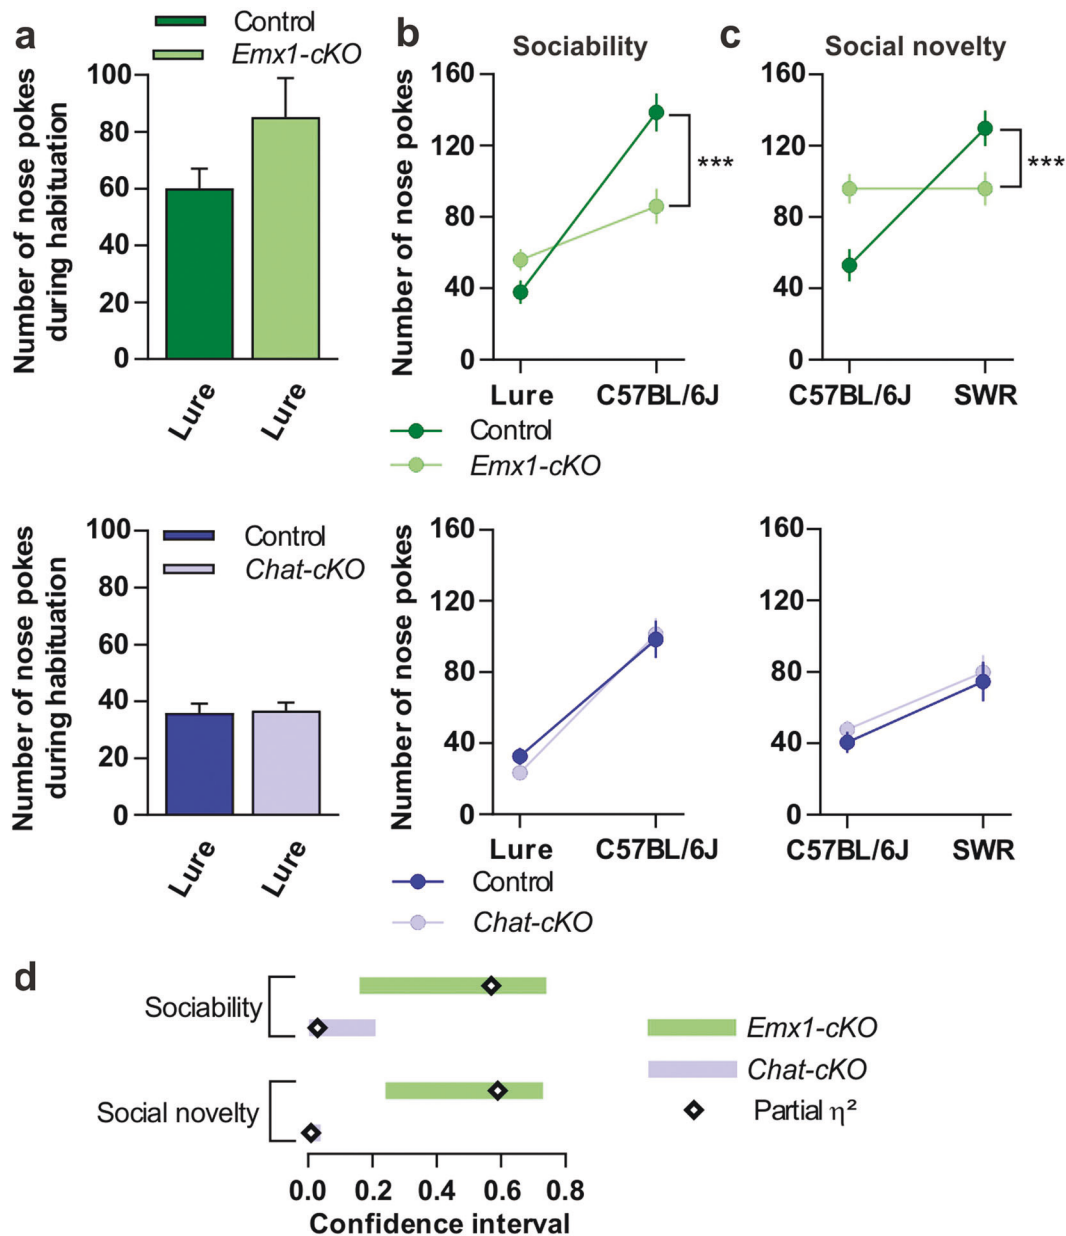 a
Control
Emx1-cKO
Number of nose pokes
during habituation
100
80
60
40
20
0
Lure
Lure
b
Sociability
Number of nose pokes
160
120
80
40
0
***
Lure
C57BL/6J
Control
Emx1-cKO
c
Social novelty
160
120
80
40
0
***
C57BL/6J
SWR
Number of nose pokes
during habituation
100
80
60
40
20
0
Control
Chat-cKO
Lure
Lure
Number of nose pokes
160
120
80
40
0
Lure
C57BL/6J
Control
Chat-cKO
160
120
80
40
0
C57BL/6J
SWR
d
Sociability
Social novelty
0.0 0.2 0.4 0.6 0.8
Confidence interval
Emx1-cKO
Chat-cKO
Partial η²